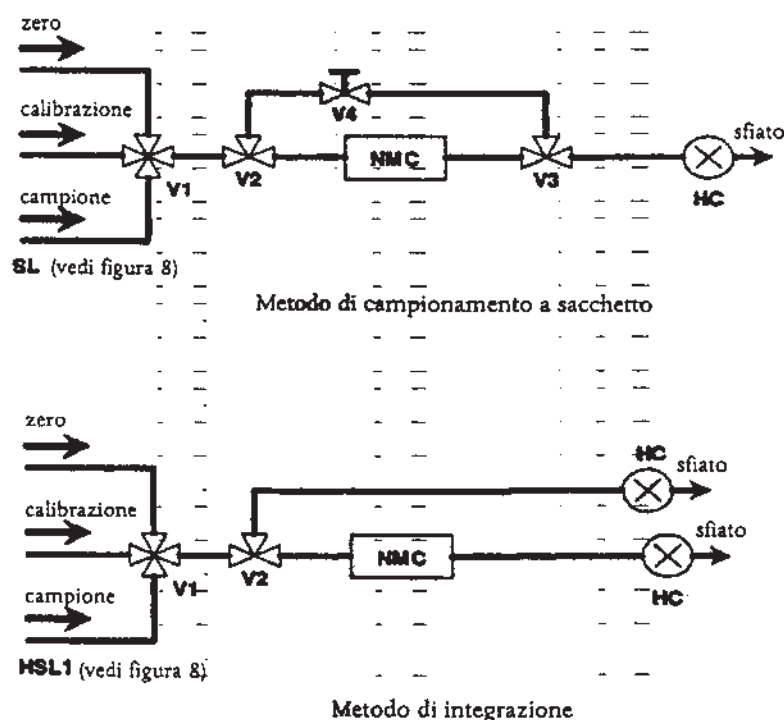 zero
calibrazione
V4
sfiato
NMC
V1
V2
V3
HC
campione
SL (vedi figura 8)
Metodo di campionamento a sacchetto
zero
HC
sfiato
calibrazione
sfiato
NMC
V1
V2
HC
campione
HSL1 (vedi figura 8)
Metodo di integrazione